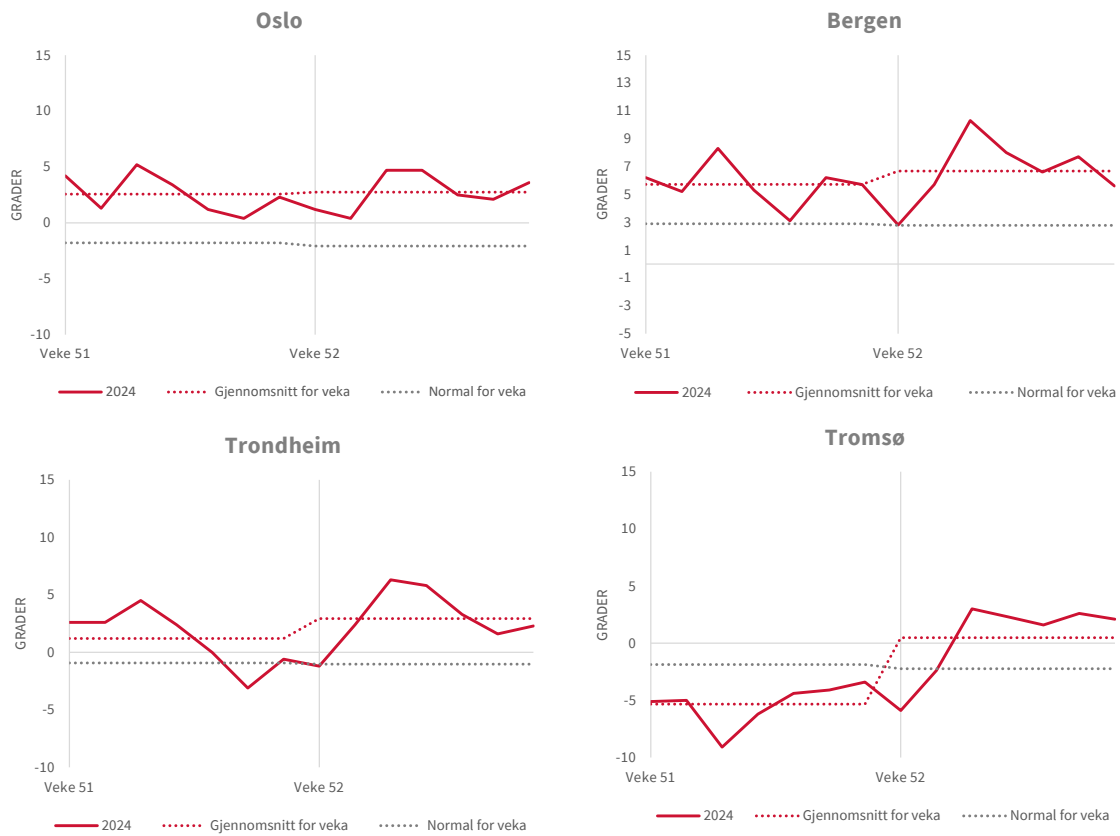 Oslo
15
10
5
0
-5
-10
GRADER
Veke 51 Veke 52
2024 Gjennomsnitt for veka Normal for veka
Bergen
15
13
11
9
7
5
3
1
-1
-3
-5
GRADER
Veke 51 Veke 52
2024 Gjennomsnitt for veka Normal for veka
Trondheim
15
10
5
0
-5
-10
GRADER
Veke 51 Veke 52
2024 Gjennomsnitt for veka Normal for veka
Tromsø
15
10
5
0
-5
-10
GRADER
Veke 51 Veke 52
2024 Gjennomsnitt for veka Normal for veka